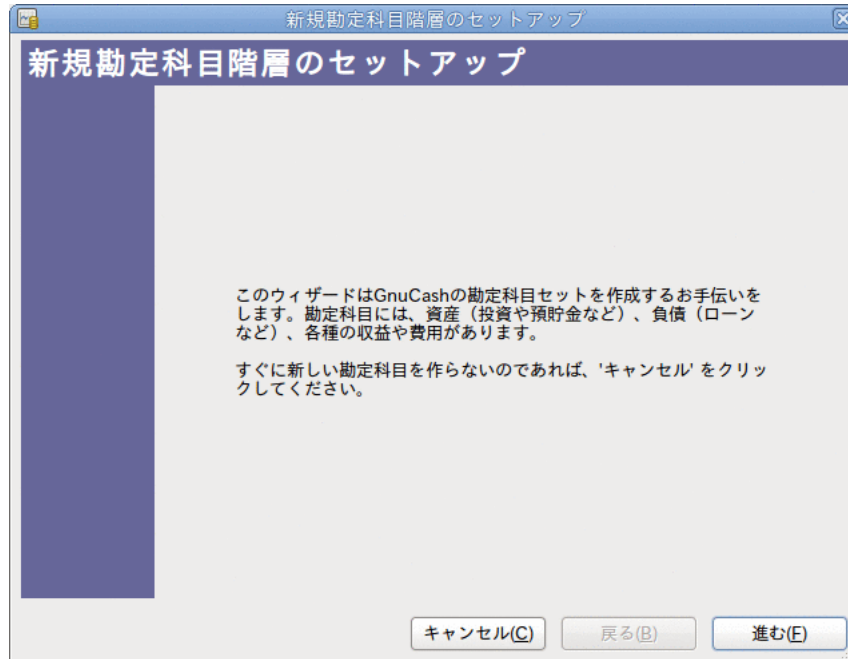 新規勘定科目階層のセットアップ
新規勘定科目階層のセットアップ
このウィザードはGnuCashの勘定科目セットを作成するお手伝いを
します。勘定科目には、資産（投資や預貯金など）、負債（ローン
など）、各種の収益や費用があります。
すぐに新しい勘定科目を作らないのであれば、'キャンセル' をクリッ
クしてください。
キャンセル(C)
戻る(B)
進む(F)